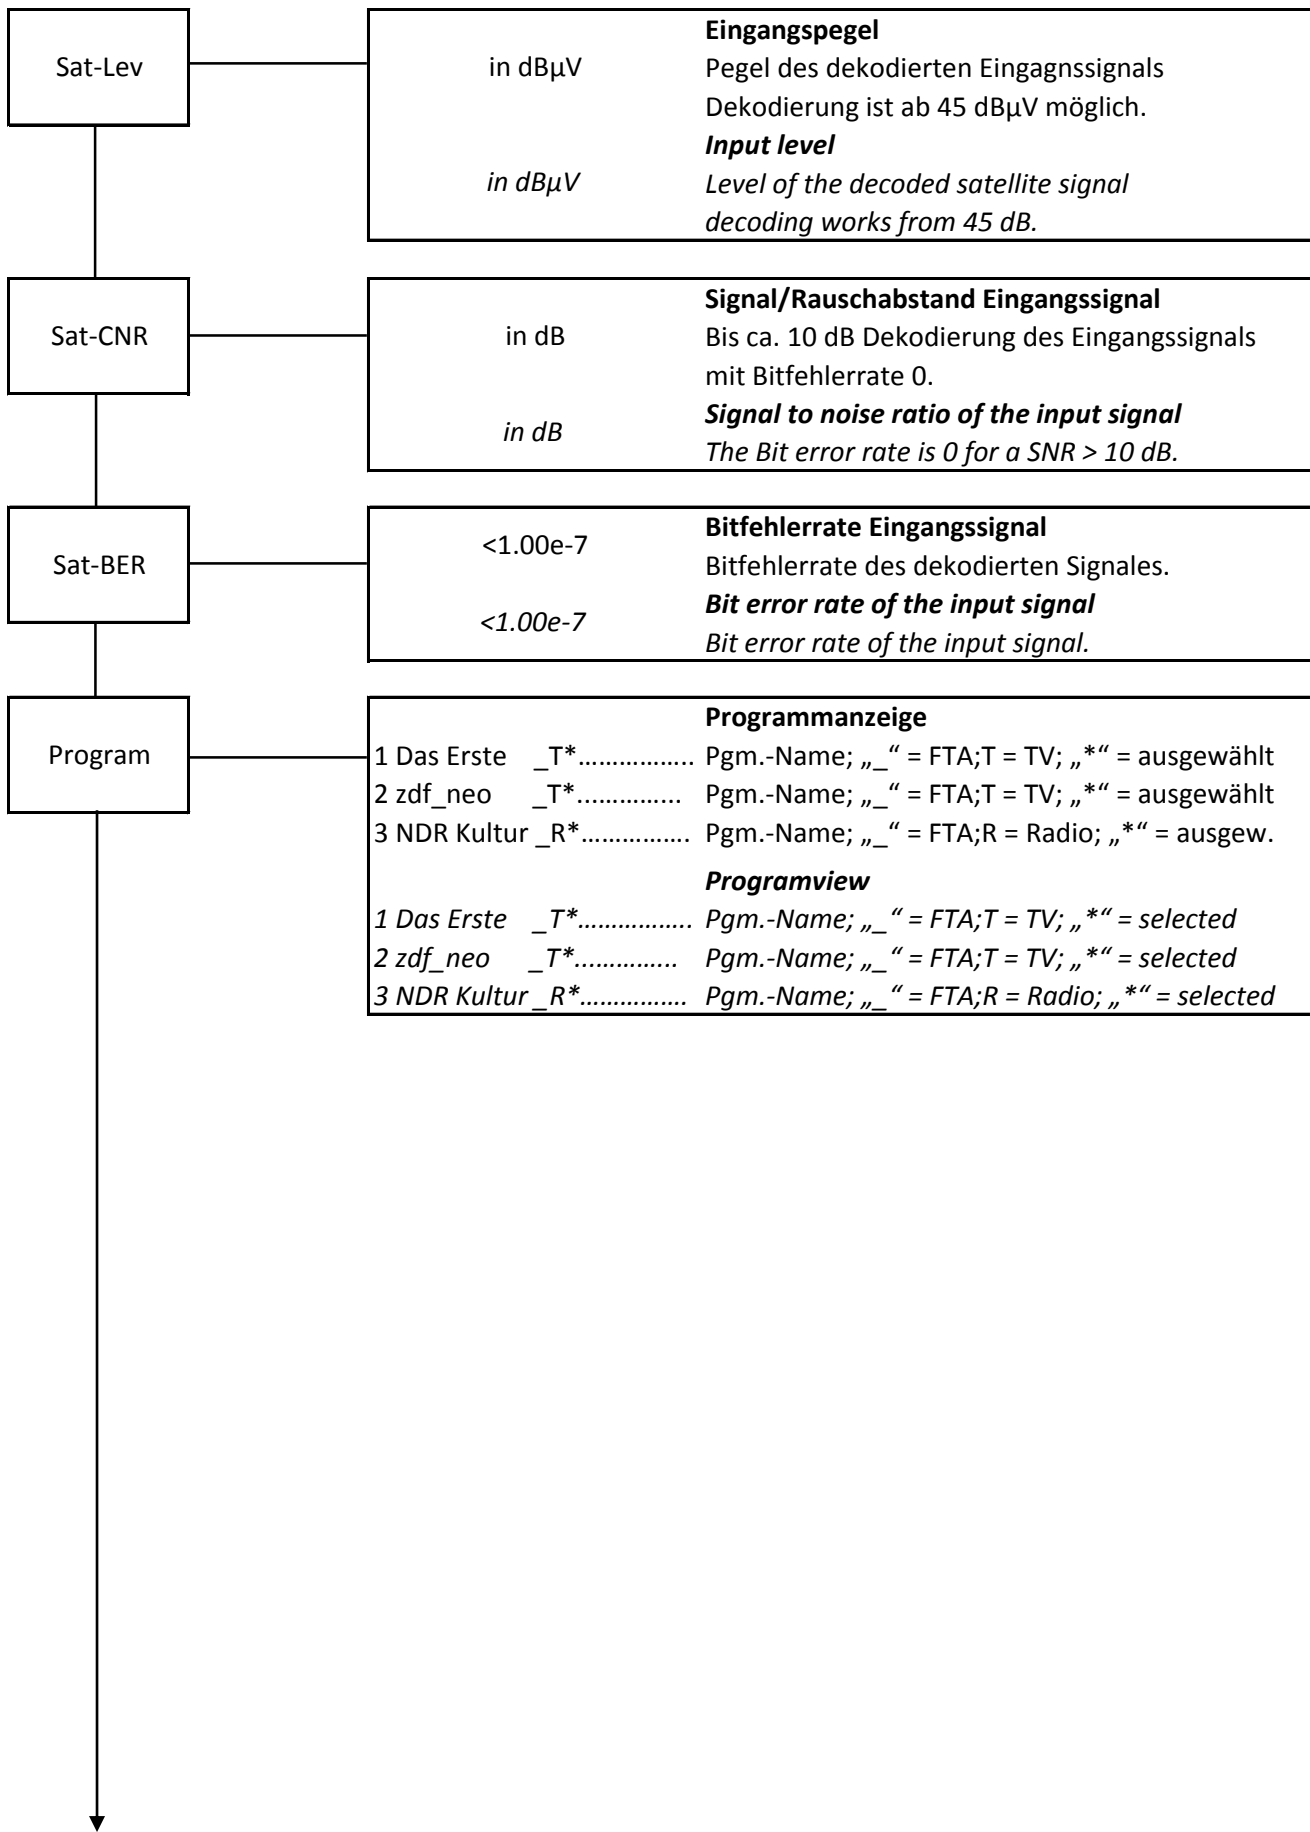 Sat-Lev
in dBµV
Eingangspegel
Pegel des dekodierten Eingagnssignals
Dekodierung ist ab 45 dBµV möglich.
in dBµV
Input level
Level of the decoded satellite signal
decoding works from 45 dB.
Sat-CNR
in dB
Signal/Rauschabstand Eingangssignal
Bis ca. 10 dB Dekodierung des Eingangssignals
mit Bitfehlerrate 0.
in dB
Signal to noise ratio of the input signal
The Bit error rate is 0 for a SNR > 10 dB.
Sat-BER
<1.00e-7
Bitfehlerrate Eingangssignal
Bitfehlerrate des dekodierten Signales.
<1.00e-7
Bit error rate of the input signal
Bit error rate of the input signal.
Program
Programmanzeige
1 Das Erste _T*…………….. Pgm.-Name; „_“ = FTA;T = TV; „*“ = ausgewählt
2 zdf_neo _T*..………….. Pgm.-Name; „_“ = FTA;T = TV; „*“ = ausgewählt
3 NDR Kultur _R*……………. Pgm.-Name; „_“ = FTA;R = Radio; „*“ = ausgew.
Programview
1 Das Erste _T*…………….. Pgm.-Name; „_“ = FTA;T = TV; „*“ = selected
2 zdf_neo _T*..………….. Pgm.-Name; „_“ = FTA;T = TV; „*“ = selected
3 NDR Kultur _R*……………. Pgm.-Name; „_“ = FTA;R = Radio; „*“ = selected